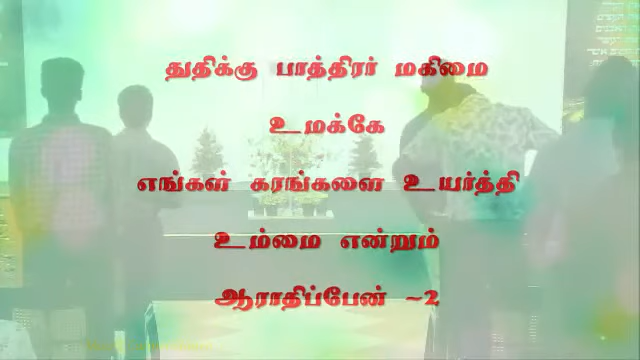 துதிக்கு பாத்திரர் மகிமை
உமக்கே
எங்கள் கரங்களை உயர்த்தி
உம்மை என்றும்
ஆராதிப்பேன் ~2